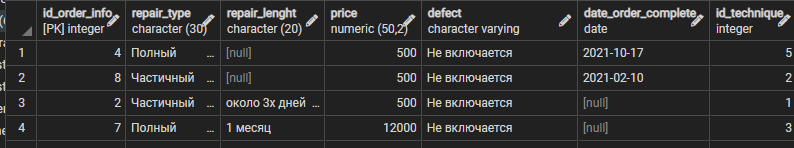 id_order_info repair_type repair_lenght price defect date_order_complete id_technique
[PK] integer character (30) character (20) numeric (50,2) character varying date integer
1 4 Полный ... [null] 500 Не включается 2021-10-17 5
2 8 Частичный ... [null] 500 Не включается 2021-02-10 2
3 2 Частичный ... около 3х дней ... 500 Не включается [null] 1
4 7 Полный ... 1 месяц 12000 Не включается [null] 3